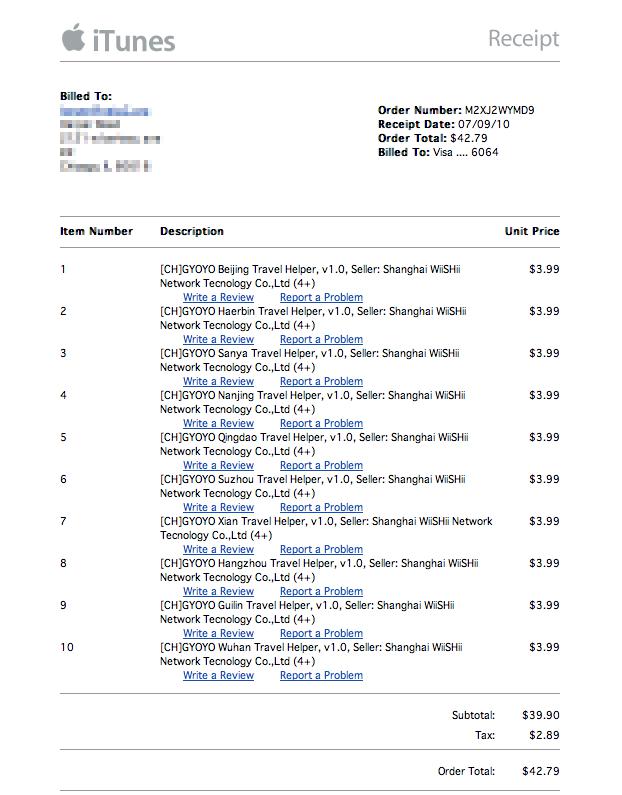 iTunes
Receipt
Billed To:
Order Number: M2XJ2WYMD9
Receipt Date: 07/09/10
Order Total: $42.79
Billed To: Visa .... 6064
Item Number Description Unit Price
1 [CH]GYOYO Beijing Travel Helper, v1.0, Seller: Shanghai WiiSHii $3.99
Network Tecnology Co.,Ltd (4+)
Write a Review Report a Problem
2 [CH]GYOYO Haerbin Travel Helper, v1.0, Seller: Shanghai WiiSHii $3.99
Network Tecnology Co.,Ltd (4+)
Write a Review Report a Problem
3 [CH]GYOYO Sanya Travel Helper, v1.0, Seller: Shanghai WiiSHii $3.99
Network Tecnology Co.,Ltd (4+)
Write a Review Report a Problem
4 [CH]GYOYO Nanjing Travel Helper, v1.0, Seller: Shanghai WiiSHii $3.99
Network Tecnology Co.,Ltd (4+)
Write a Review Report a Problem
5 [CH]GYOYO Qingdao Travel Helper, v1.0, Seller: Shanghai WiiSHii $3.99
Network Tecnology Co.,Ltd (4+)
Write a Review Report a Problem
6 [CH]GYOYO Suzhou Travel Helper, v1.0, Seller: Shanghai WiiSHii $3.99
Network Tecnology Co.,Ltd (4+)
Write a Review Report a Problem
7 [CH]GYOYO Xian Travel Helper, v1.0, Seller: Shanghai WiiSHii Network $3.99
Tecnology Co.,Ltd (4+)
Write a Review Report a Problem
8 [CH]GYOYO Hangzhou Travel Helper, v1.0, Seller: Shanghai WiiSHii $3.99
Network Tecnology Co.,Ltd (4+)
Write a Review Report a Problem
9 [CH]GYOYO Guilin Travel Helper, v1.0, Seller: Shanghai WiiSHii $3.99
Network Tecnology Co.,Ltd (4+)
Write a Review Report a Problem
10 [CH]GYOYO Wuhan Travel Helper, v1.0, Seller: Shanghai WiiSHii $3.99
Network Tecnology Co.,Ltd (4+)
Write a Review Report a Problem
Subtotal: $39.90
Tax: $2.89
Order Total: $42.79